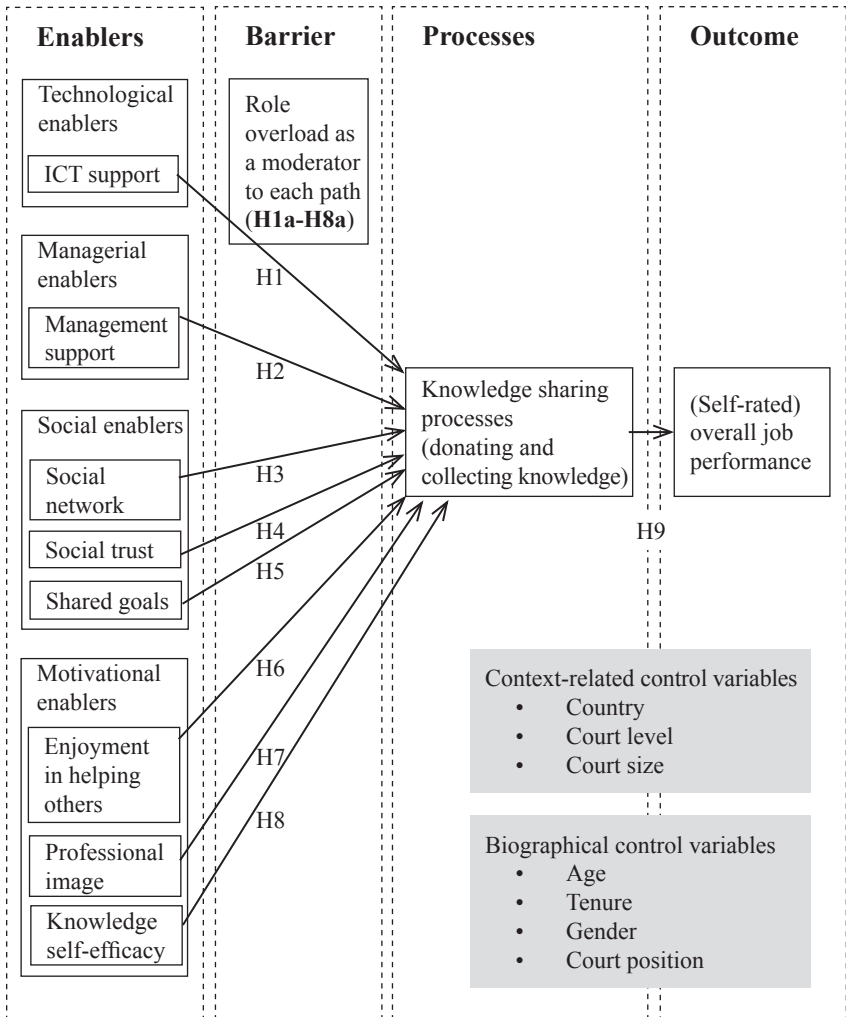 Enablers
Barrier
Processes
Outcome
Technological
enablers
ICT support
Managerial
enablers
Management
support
Social enablers
Social
network
Social trust
Shared goals
Motivational
enablers
Enjoyment
in helping
others
Professional
image
Knowledge
self-efficacy
Role
overload as
a moderator
to each path
(H1a-H8a)
H1
H2
H3
H4
H5
H6
H7
H8
Knowledge sharing
processes
(donating and
collecting knowledge)
H9
(Self-rated)
overall job
performance
Context-related control variables
• Country
• Court level
• Court size
Biographical control variables
• Age
• Tenure
• Gender
• Court position